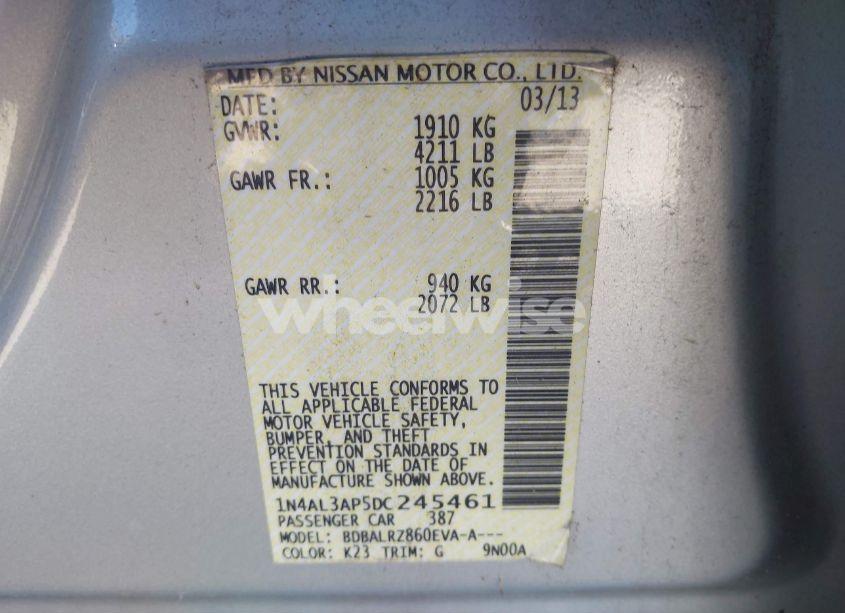 MFD BY NISSAN MOTOR CO., LTD.
DATE: 03/13
GVWR: 1910 KG
4211 LB
GAWR FR.: 1005 KG
2216 LB
GAWR RR.: 940 KG
2072 LB
wheelwise
THIS VEHICLE CONFORMS TO
ALL APPLICABLE FEDERAL
MOTOR VEHICLE SAFETY,
BUMPER, AND THEFT
PREVENTION STANDARDS IN
EFFECT ON THE DATE OF
MANUFACTURE SHOWN ABOVE.
1N4AL3AP5DC245461
PASSENGER CAR 387
MODEL: BDBALRZ860EVA-A---
COLOR: K23 TRIM: G 9N00A